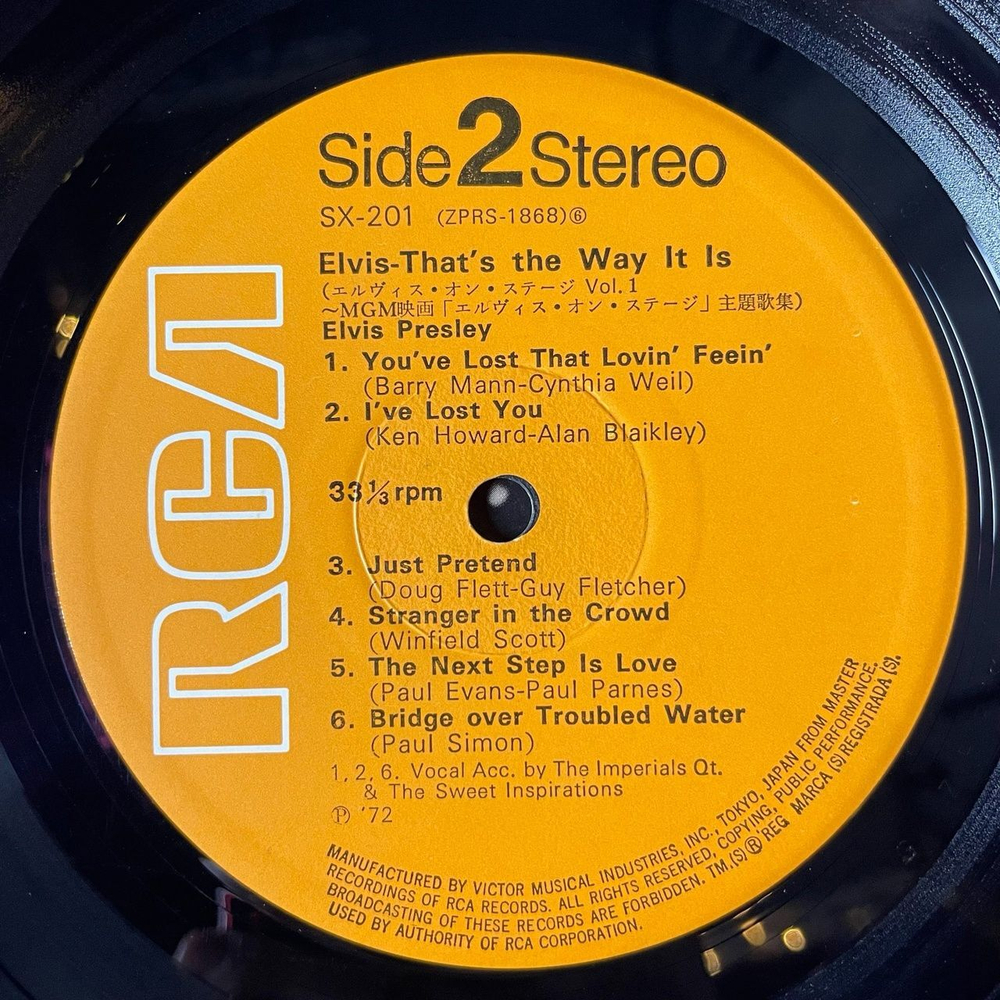 Side 2 Stereo
SX-201 (ZPRS-1868)⑥
Elvis-That's the Way It Is
(エルヴィス・オン・ステージ Vol.1
〜MGM映画「エルヴィス・オン・ステージ」主題歌集)
Elvis Presley
1. You've Lost That Lovin' Feein'
(Barry Mann-Cynthia Weil)
2. I've Lost You
(Ken Howard-Alan Blaikley)
33⅓ rpm
3. Just Pretend
(Doug Flett-Guy Fletcher)
4. Stranger in the Crowd
(Winfield Scott)
5. The Next Step Is Love
(Paul Evans-Paul Parnes)
6. Bridge over Troubled Water
(Paul Simon)
1, 2, 6. Vocal Acc. by The Imperials Qt.
& The Sweet Inspirations
Ⓟ '72
RCA
MANUFACTURED BY VICTOR MUSICAL INDUSTRIES, INC., TOKYO, JAPAN FROM MASTER
RECORDINGS OF RCA RECORDS. ALL RIGHTS RESERVED, COPYING, PUBLIC PERFORMANCE,
BROADCASTING OF THESE RECORDS ARE FORBIDDEN. TM,(S) ® REG MARCA (S) REGISTRADA (S).
USED BY AUTHORITY OF RCA CORPORATION.